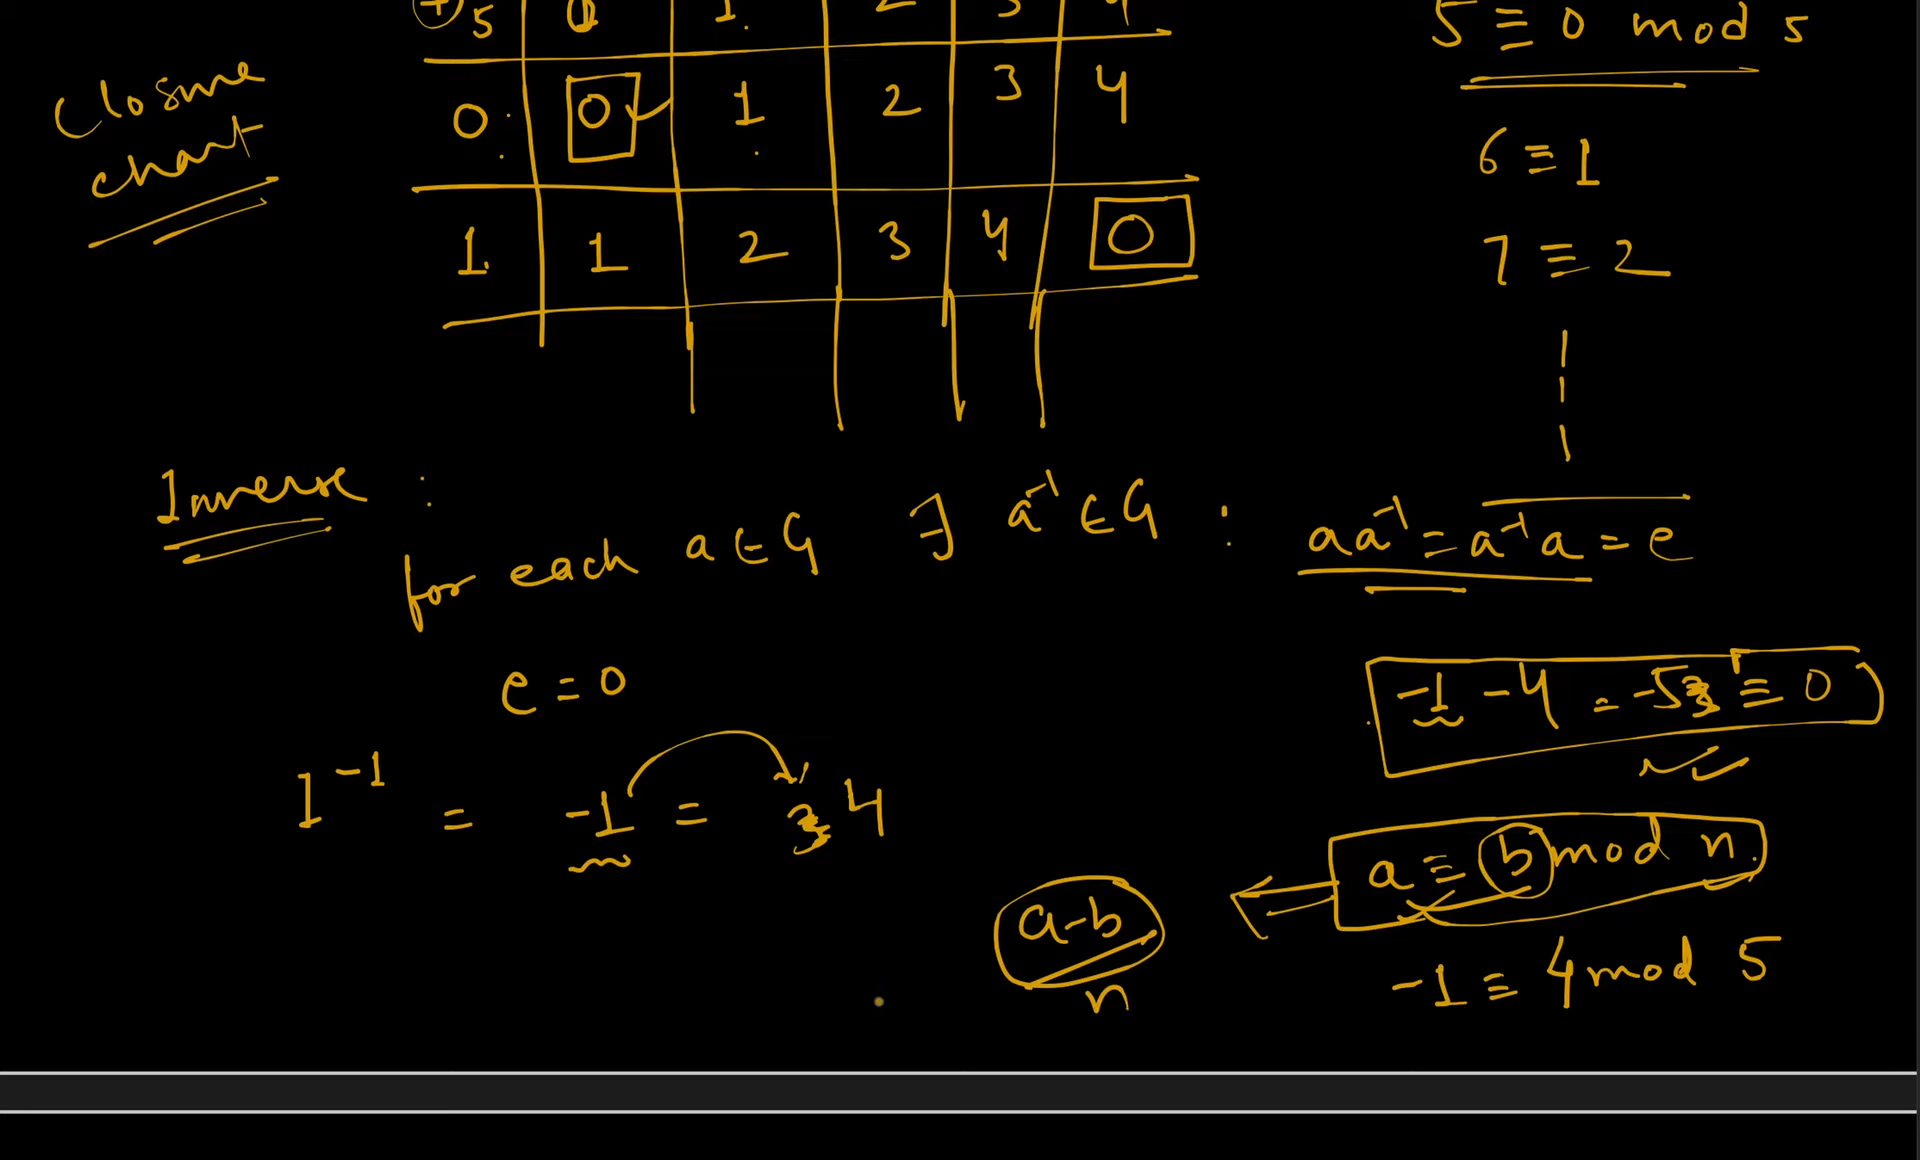 +5 0 1 2 3 4
0 0 1 2 3 4
1 1 2 3 4 0
Closure
chart
5 ≡ 0 mod 5
6 ≡ 1
7 ≡ 2
Inverse :
for each a ∈ G ∃ a⁻¹ ∈ G : aa⁻¹ = a⁻¹a = e
e = 0
-1 - 4 = -5 ≡ 0
1⁻¹ = -1 = 4
a ≡ b mod n
a-b
n
-1 ≡ 4 mod 5